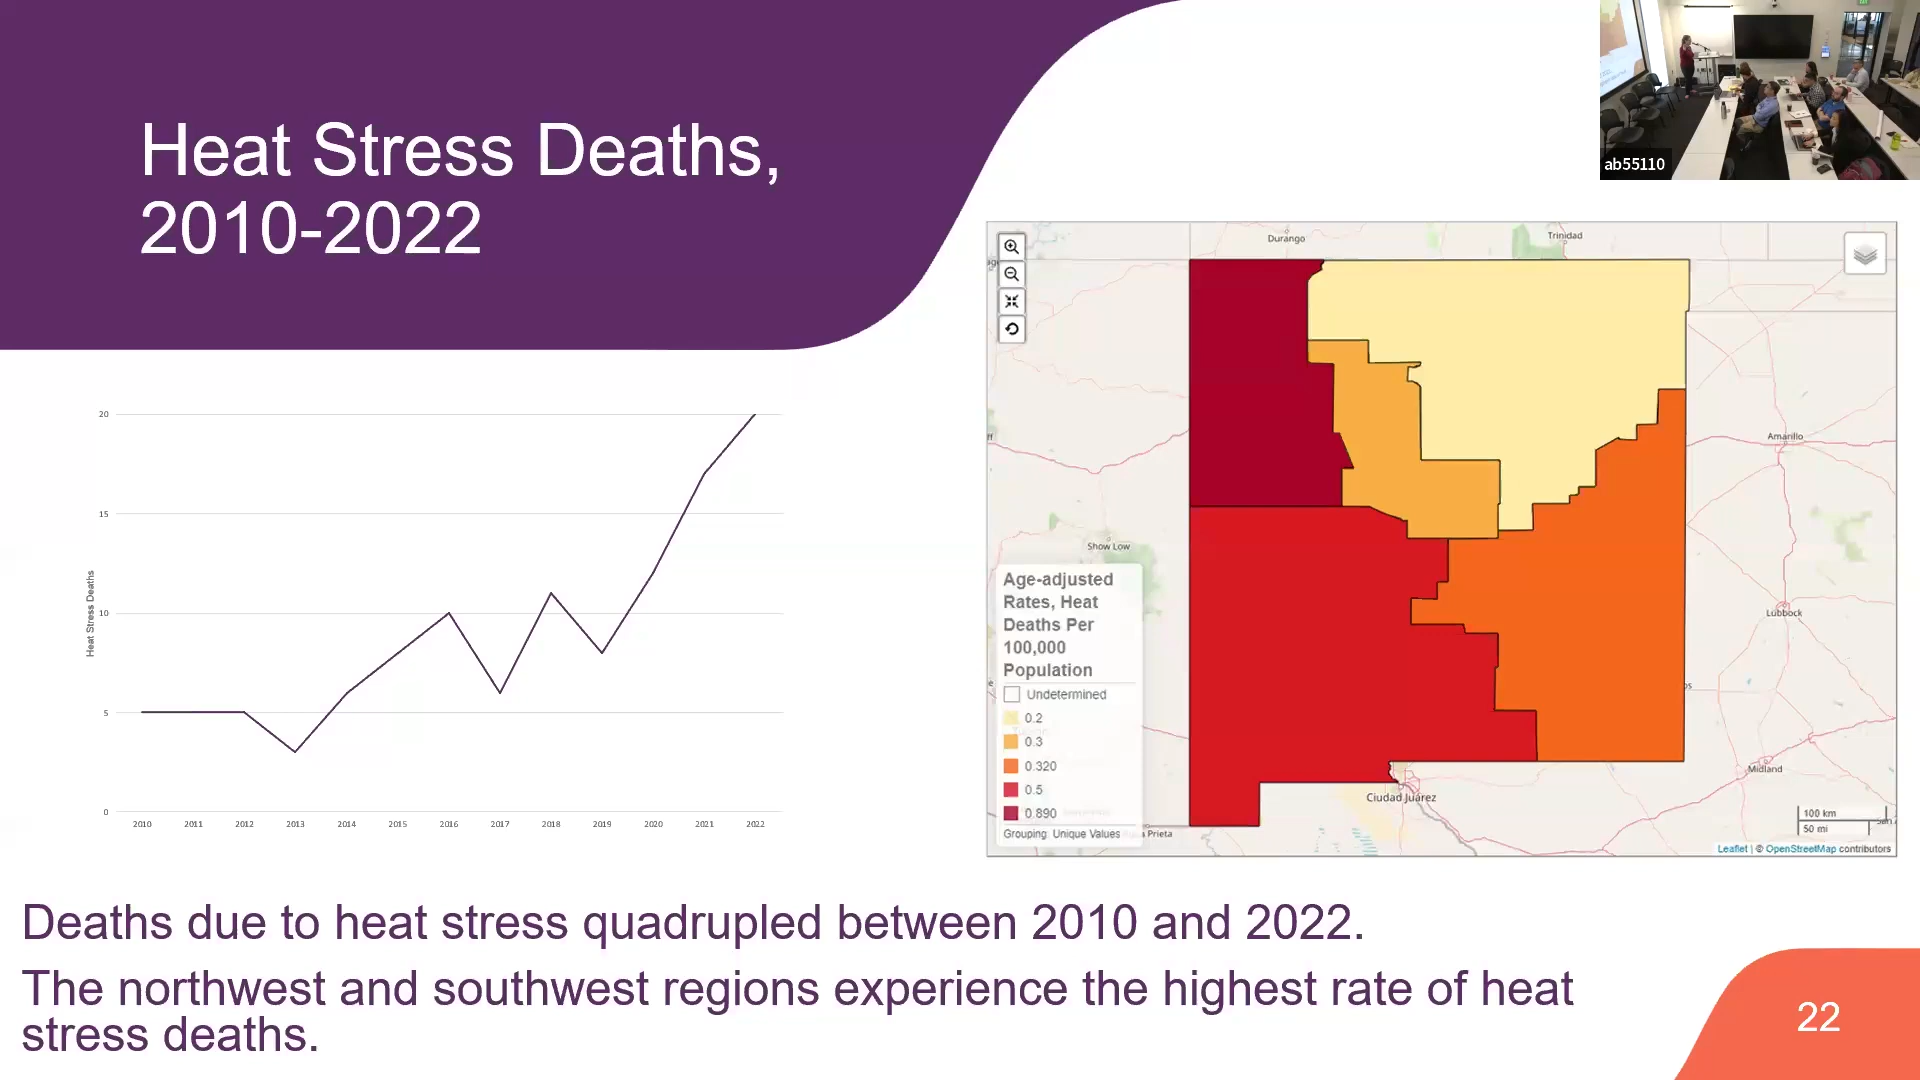 ab55110
Heat Stress Deaths,
2010-2022
20
15
10
5
0
Heat Stress Deaths
2010 2011 2012 2013 2014 2015 2016 2017 2018 2019 2020 2021 2022
Durango
Trinidad
Amarillo
Show Low
Lubbock
Midland
Ciudad Juárez
Prieta
Age-adjusted
Rates, Heat
Deaths Per
100,000
Population
Undetermined
0.2
0.3
0.320
0.5
0.890
Grouping: Unique Values
100 km
50 mi
Leaflet | © OpenStreetMap contributors
Deaths due to heat stress quadrupled between 2010 and 2022.
The northwest and southwest regions experience the highest rate of heat
stress deaths.
22